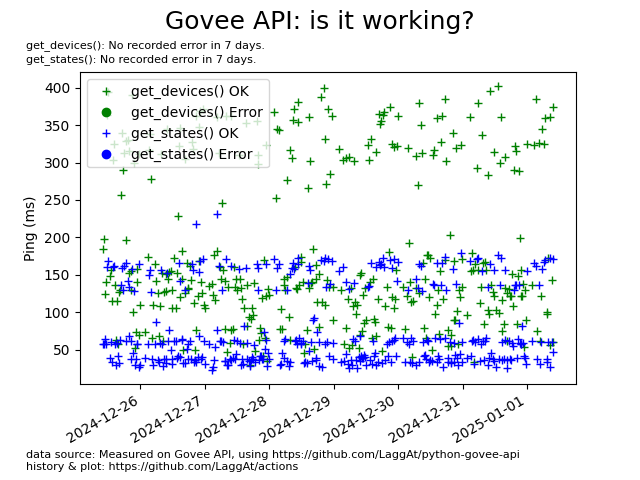 Govee API: is it working?
get_devices(): No recorded error in 7 days.
get_states(): No recorded error in 7 days.
get_devices() OK
get_devices() Error
get_states() OK
get_states() Error
Ping (ms)
400
350
300
250
200
150
100
50
2024-12-26
2024-12-27
2024-12-28
2024-12-29
2024-12-30
2024-12-31
2025-01-01
data source: Measured on Govee API, using https://github.com/LaggAt/python-govee-api
history & plot: https://github.com/LaggAt/actions